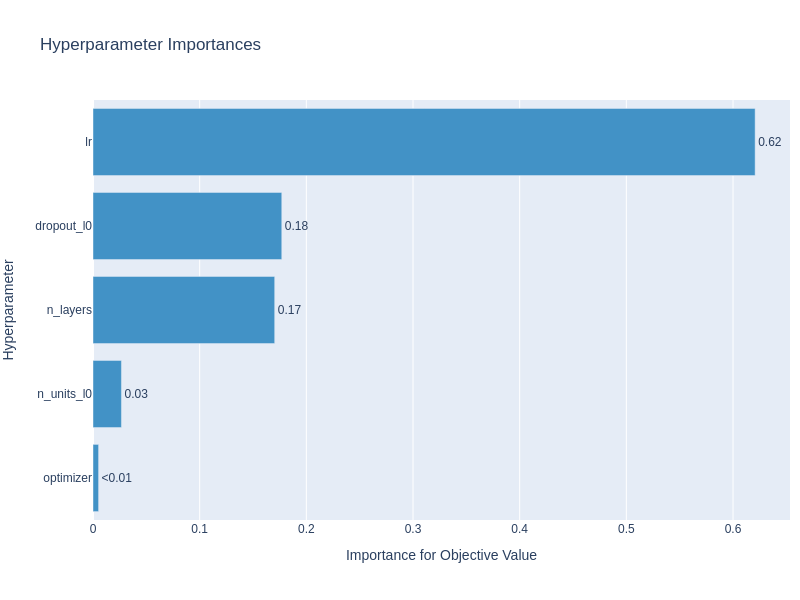 Hyperparameter Importances
Hyperparameter
lr
0.62
dropout_l0
0.18
n_layers
0.17
n_units_l0
0.03
optimizer
<0.01
0 0.1 0.2 0.3 0.4 0.5 0.6
Importance for Objective Value